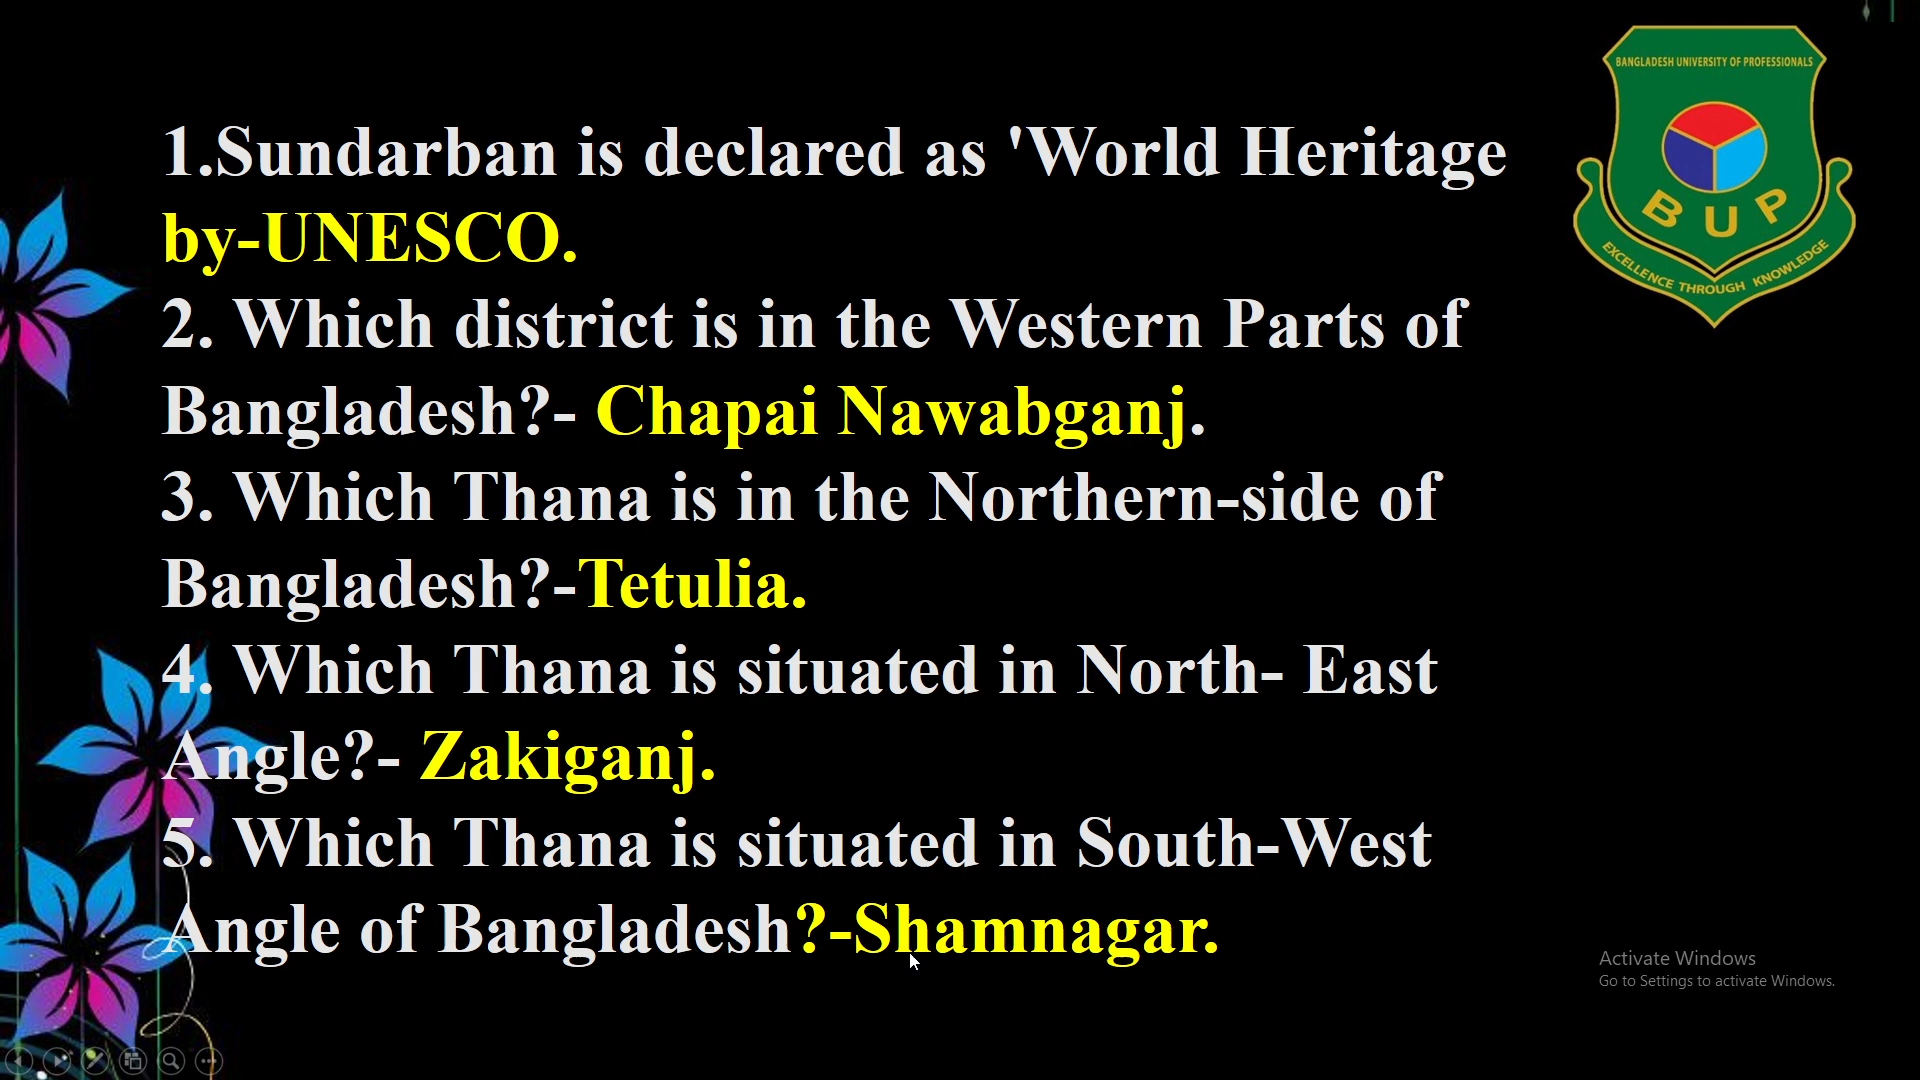 BANGLADESH UNIVERSITY OF PROFESSIONALS
B U P
EXCELLENCE THROUGH KNOWLEDGE
1.Sundarban is declared as 'World Heritage
by-UNESCO.
2. Which district is in the Western Parts of
Bangladesh?- Chapai Nawabganj.
3. Which Thana is in the Northern-side of
Bangladesh?-Tetulia.
4. Which Thana is situated in North- East
Angle?- Zakiganj.
5. Which Thana is situated in South-West
Angle of Bangladesh?-Shamnagar.
Activate Windows
Go to Settings to activate Windows.